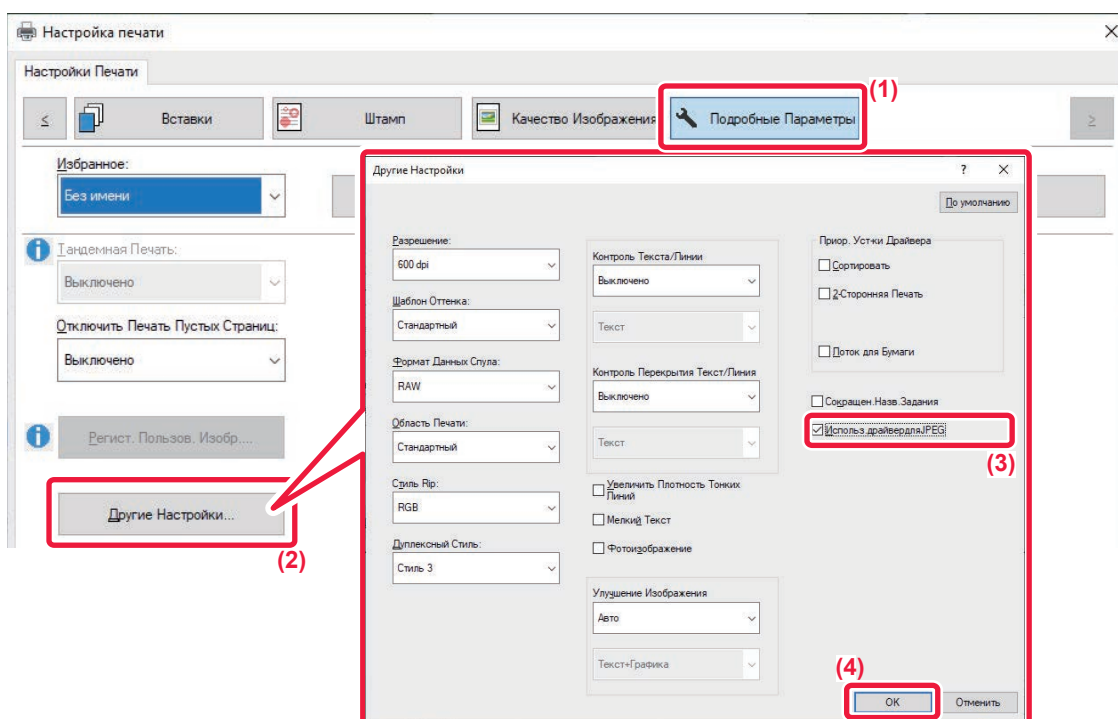 Настройка печати
Настройки Печати
(1)
<
Вставки
Штамп
Качество Изображения
Подробные Параметры
>
Избранное:
Без имени
Тандемная Печать:
Выключено
Отключить Печать Пустых Страниц:
Выключено
Регист. Пользов. Изобр....
Другие Настройки...
(2)
Другие Настройки
?
По умолчанию
Разрешение:
600 dpi
Шаблон Оттенка:
Стандартный
Формат Данных Спула:
RAW
Область Печати:
Стандартный
Стиль Rip:
RGB
Дуплексный Стиль:
Стиль 3
Контроль Текста/Линии
Выключено
Текст
Контроль Перекрытия Текст/Линия
Выключено
Текст
Увеличить Плотность Тонких
Линий
Мелкий Текст
Фотоизображение
Улушение Изображения
Авто
Текст+Графика
Приор. Уст-ки Драйвера
Сортировать
2-Сторонняя Печать
Лоток для Бумаги
Сокращен.Назв.Задания
Использ.драйвердляJPEG
(3)
(4)
OK
Отменить